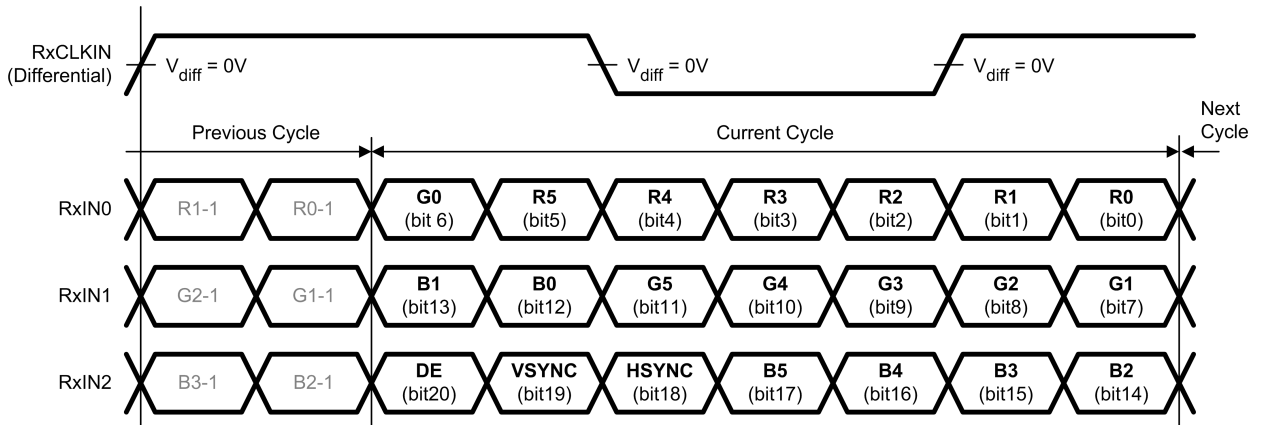 RxCLKIN
(Differential)
Vdiff = 0V
Vdiff = 0V
Vdiff = 0V
Previous Cycle
Current Cycle
Next
Cycle
RxIN0
R1-1
R0-1
G0
(bit 6)
R5
(bit5)
R4
(bit4)
R3
(bit3)
R2
(bit2)
R1
(bit1)
R0
(bit0)
RxIN1
G2-1
G1-1
B1
(bit13)
B0
(bit12)
G5
(bit11)
G4
(bit10)
G3
(bit9)
G2
(bit8)
G1
(bit7)
RxIN2
B3-1
B2-1
DE
(bit20)
VSYNC
(bit19)
HSYNC
(bit18)
B5
(bit17)
B4
(bit16)
B3
(bit15)
B2
(bit14)